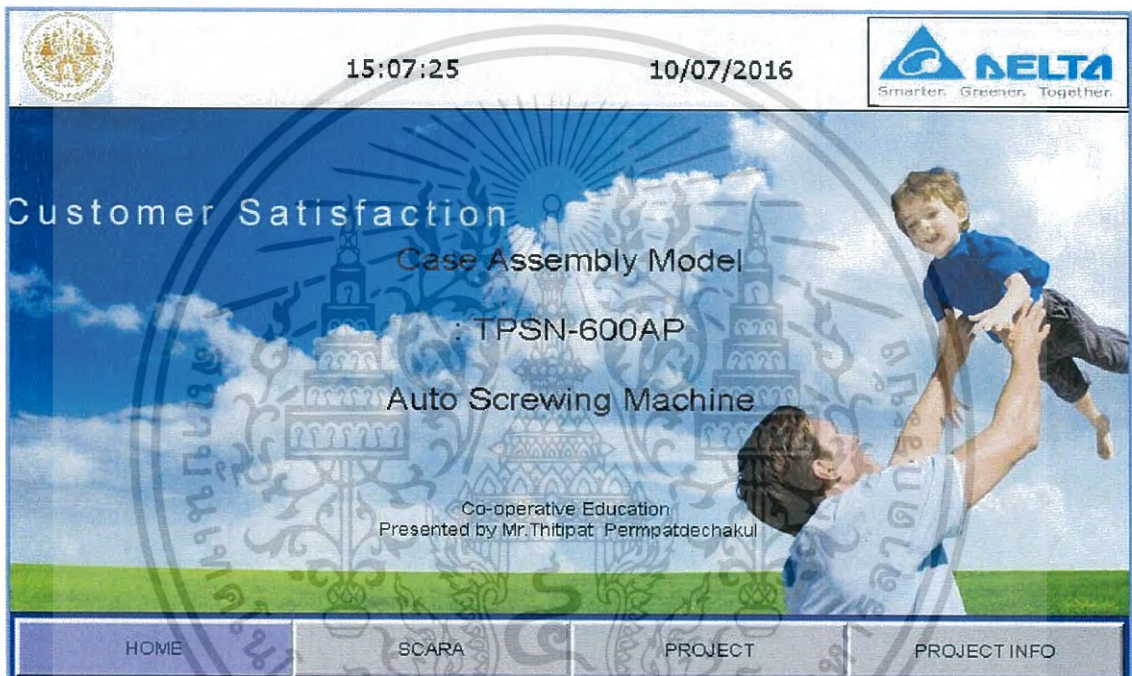 15:07:25 10/07/2016
DELTA
Smarter. Greener. Together.
Customer Satisfaction
Case Assembly Model
: TPSN-600AP
Auto Screwing Machine
Co-operative Education
Presented by Mr.Thitipat Permpatdechakul
HOME SCARA PROJECT PROJECT INFO